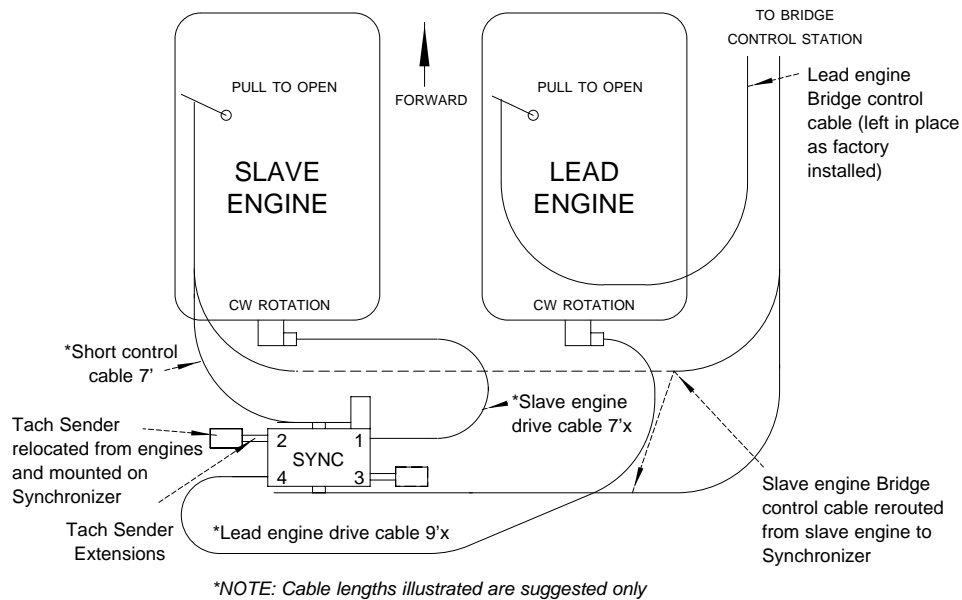 TO BRIDGE
CONTROL STATION
PULL TO OPEN
FORWARD
PULL TO OPEN
Lead engine
Bridge control
cable (left in place
as factory
installed)
SLAVE
ENGINE
LEAD
ENGINE
CW ROTATION
CW ROTATION
*Short control
cable 7'
*Slave engine
drive cable 7'x
Tach Sender
relocated from engines
and mounted on
Synchronizer
2
1
SYNC
4
3
Tach Sender
Extensions
*Lead engine drive cable 9'x
Slave engine Bridge
control cable rerouted
from slave engine to
Synchronizer
*NOTE: Cable lengths illustrated are suggested only